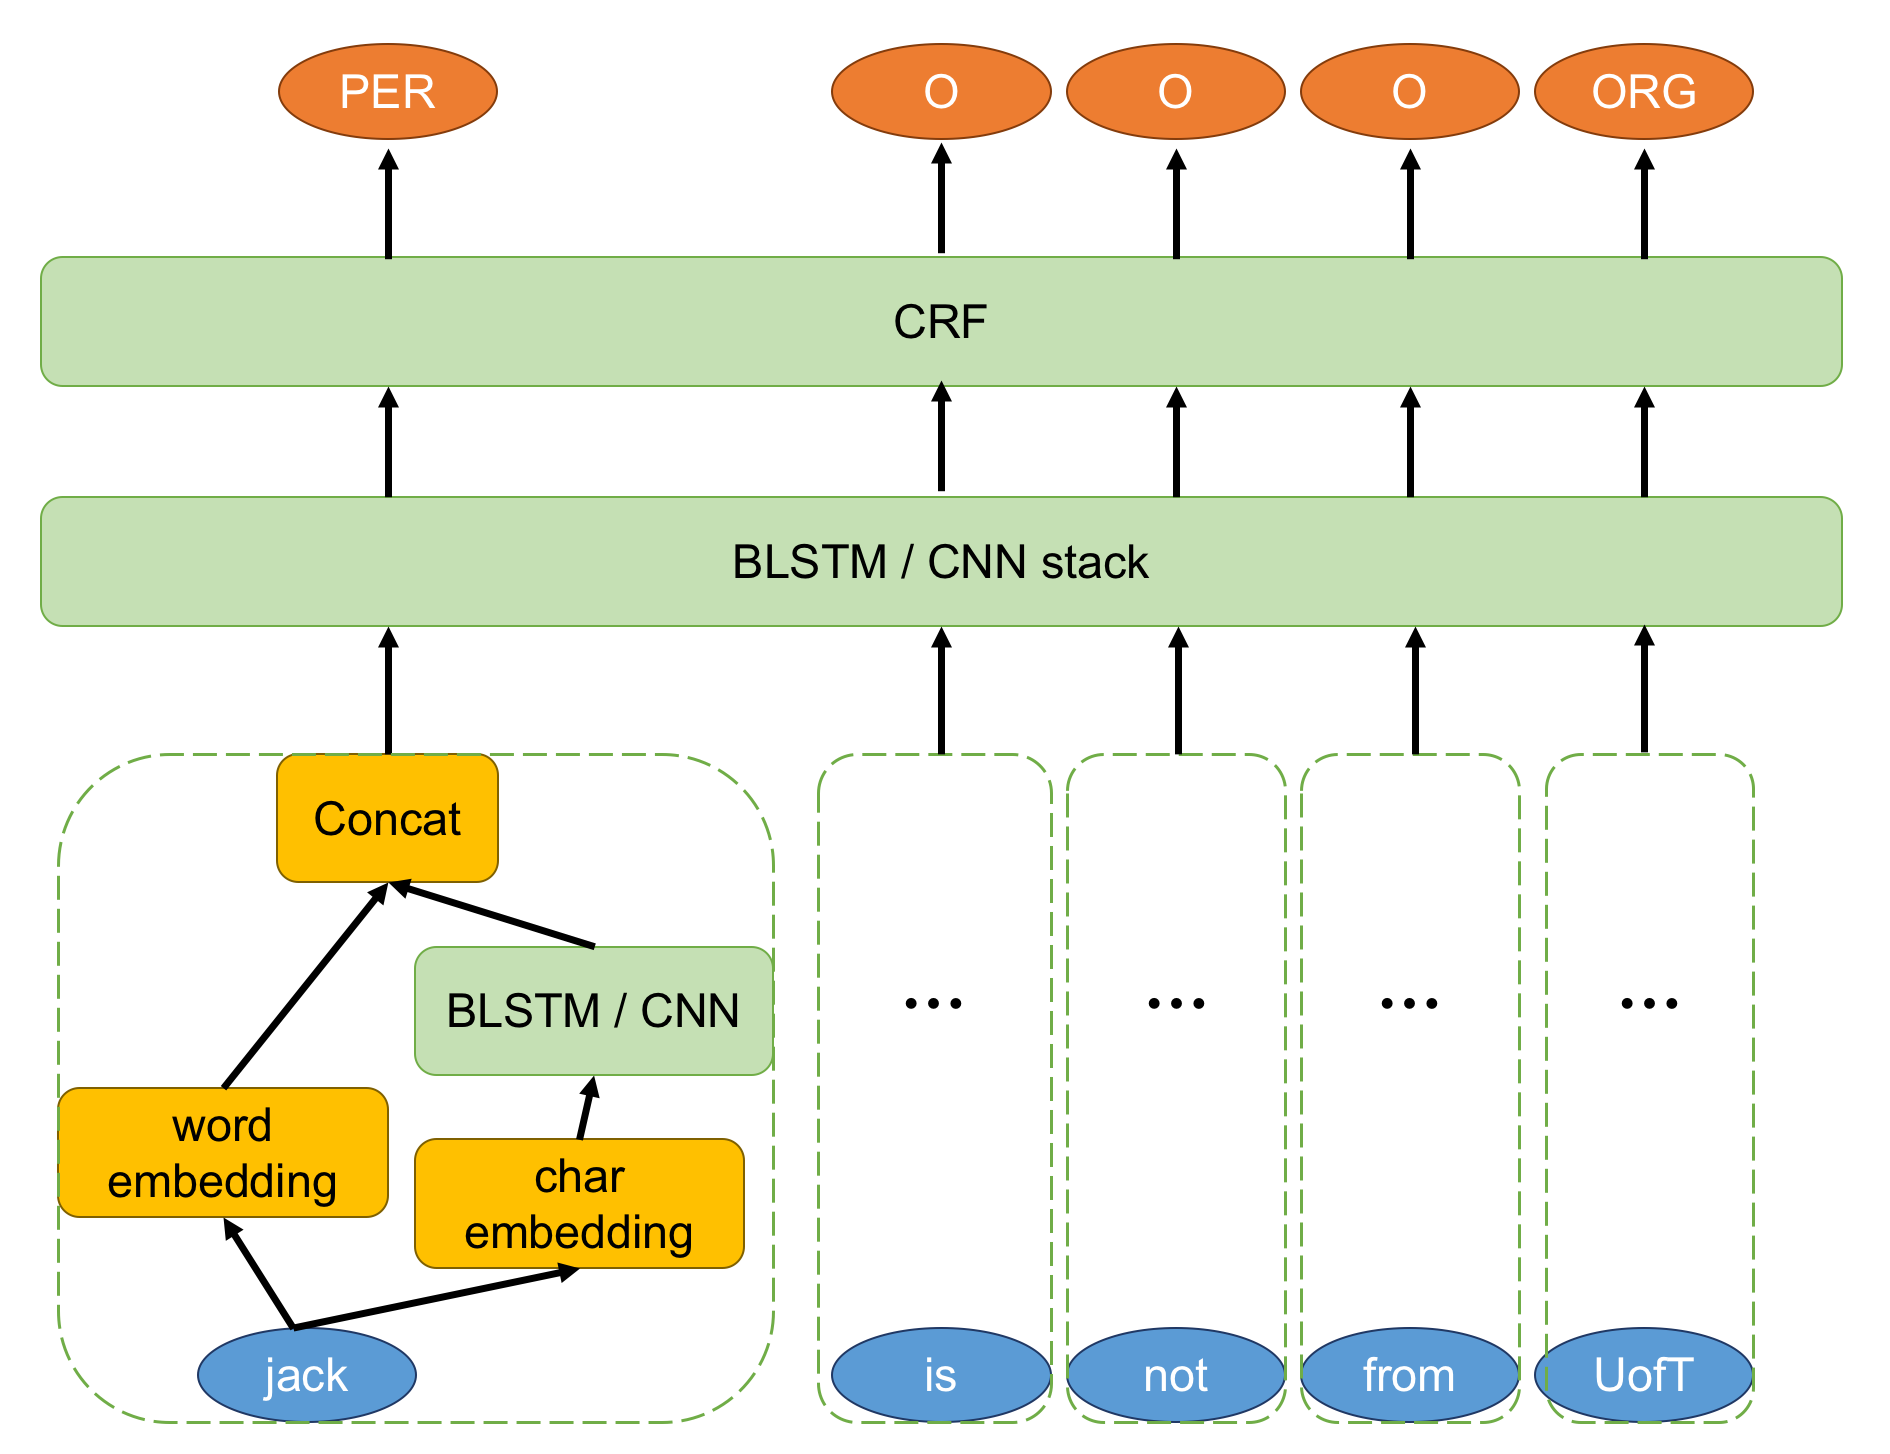 PER
O
O
O
ORG
CRF
BLSTM / CNN stack
Concat
BLSTM / CNN
word
embedding
char
embedding
...
...
...
...
jack
is
not
from
UofT